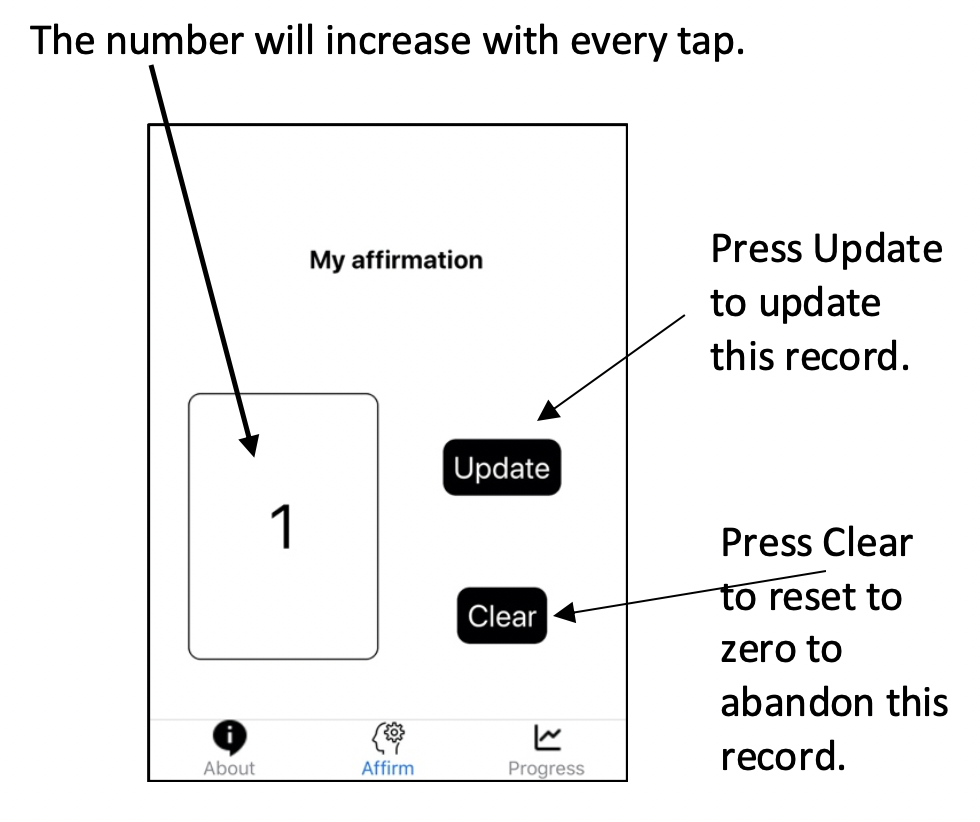 The number will increase with every tap.
My affirmation
Press Update
to update
this record.
Update
1
Press Clear
to reset to
zero to
abandon this
record.
Clear
About
Affirm
Progress